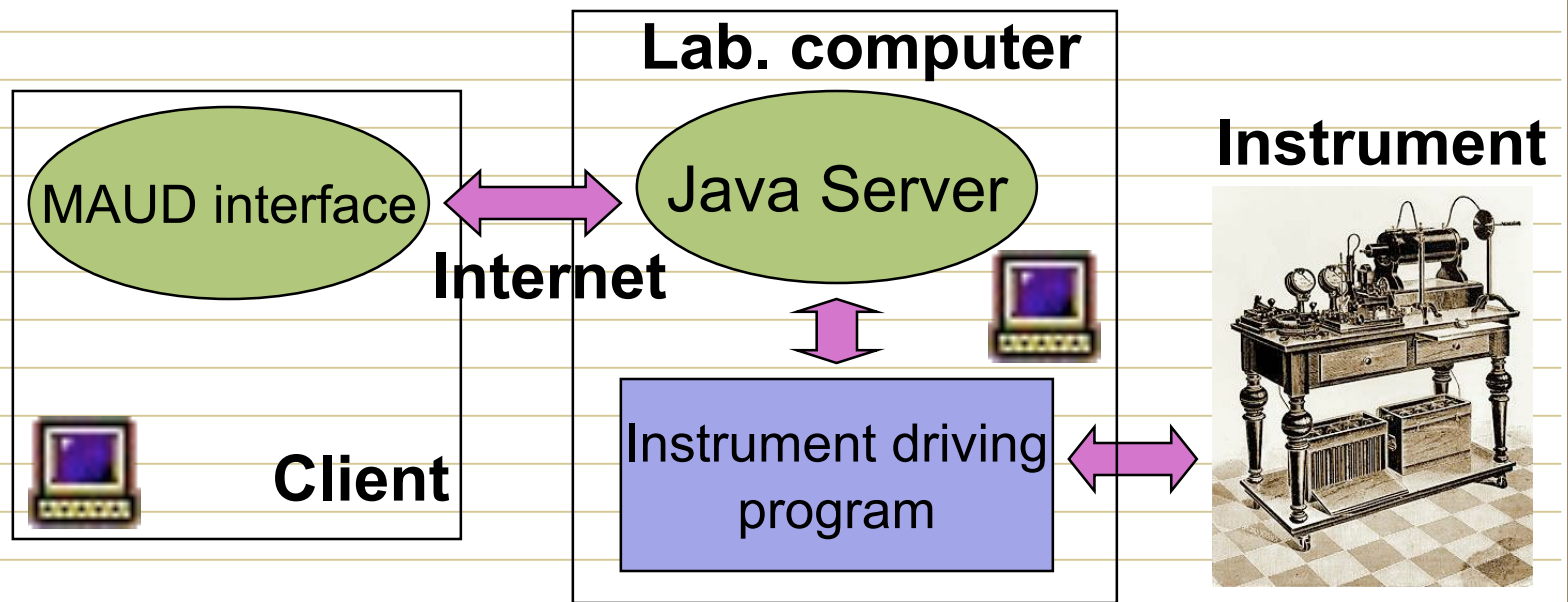 Lab. computer
MAUD interface
Java Server
Instrument
Internet
Client
Instrument driving
program